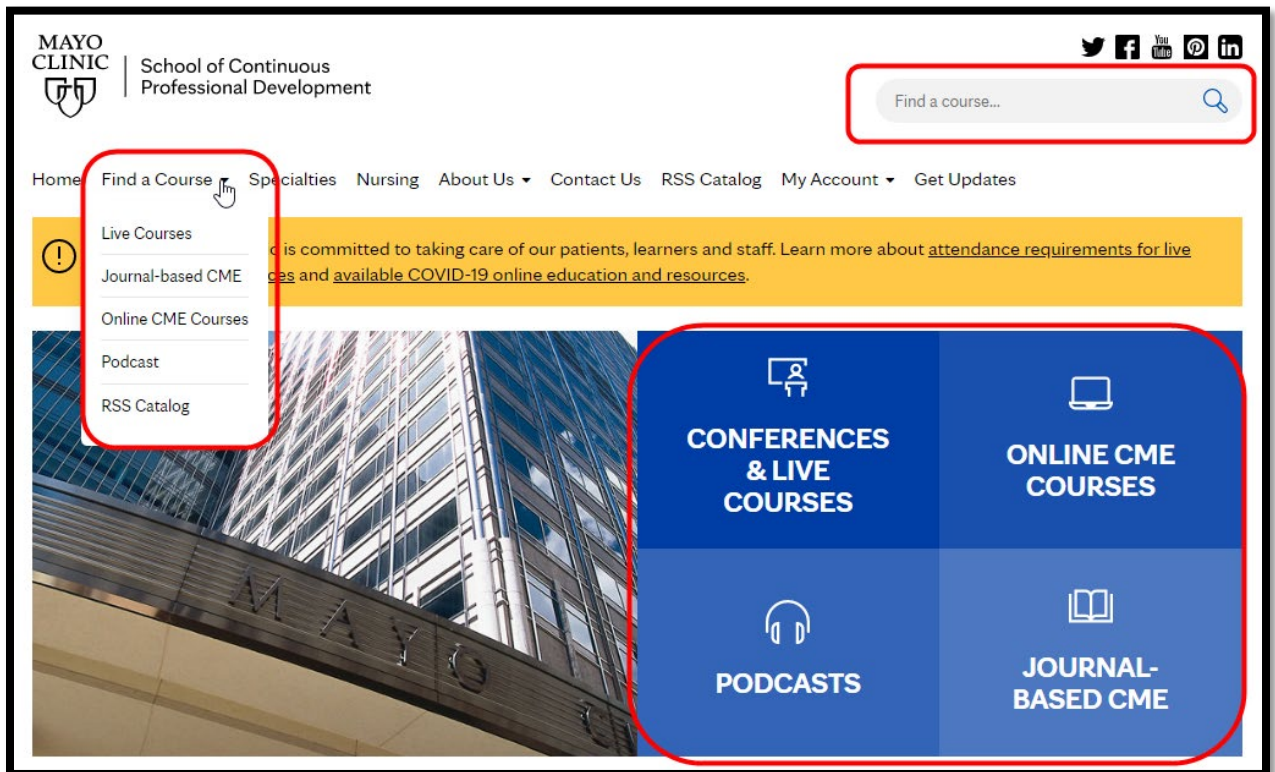 MAYO
CLINIC
School of Continuous
Professional Development
You
Tube
Find a course...
Home Find a Course Specialties Nursing About Us Contact Us RSS Catalog My Account Get Updates
Live Courses
Journal-based CME
Online CME Courses
Podcast
RSS Catalog
is committed to taking care of our patients, learners and staff. Learn more about attendance requirements for live
and available COVID-19 online education and resources.
CONFERENCES
& LIVE
COURSES
ONLINE CME
COURSES
PODCASTS
JOURNAL-
BASED CME
MAYO